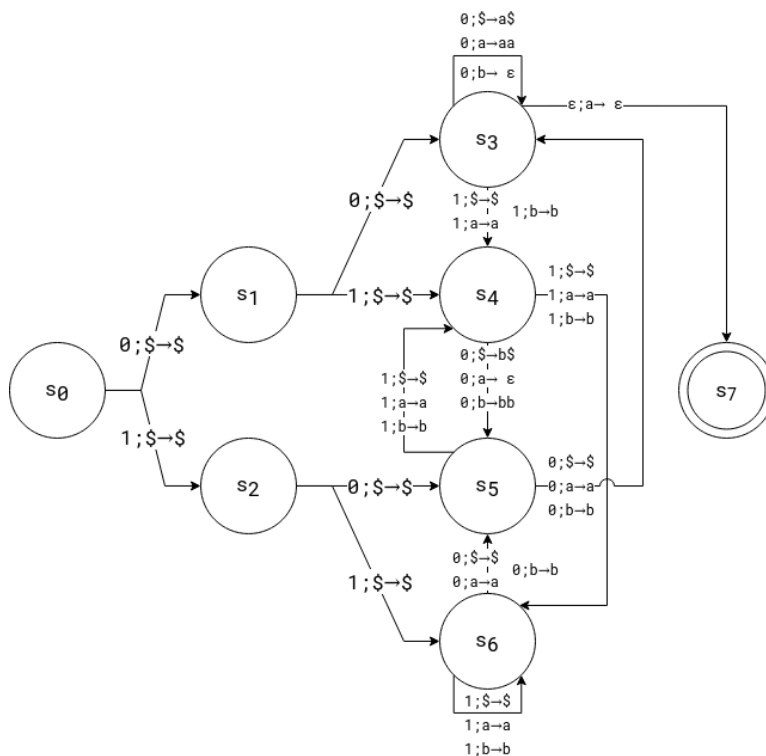 0;$→a$
0;a→aa
0;b→ ε
ε;a→ ε
s3
0;$→$
1;$→$
1;a→a
1;b→b
s1
1;$→$
s4
1;$→$
1;a→a
1;b→b
0;$→$
0;$→b$
0;a→ ε
0;b→bb
1;$→$
1;a→a
1;b→b
s0
s7
1;$→$
s2
0;$→$
s5
0;$→$
0;a→a
0;b→b
0;$→$
0;a→a
0;b→b
1;$→$
s6
1;$→$
1;a→a
1;b→b